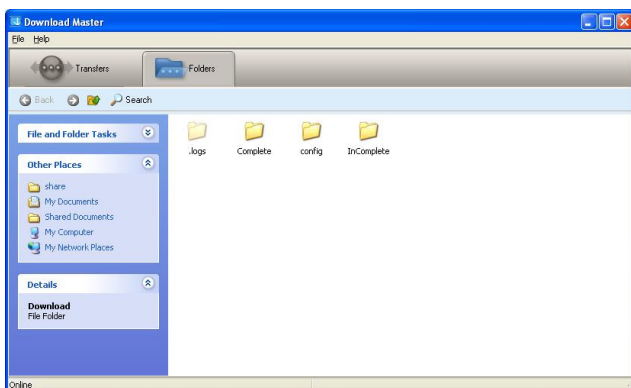 Download Master
File Help
Transfers Folders
Back Search
File and Folder Tasks
Other Places
share
My Documents
Shared Documents
My Computer
My Network Places
Details
Download
File Folder
.logs Complete config InComplete
Online